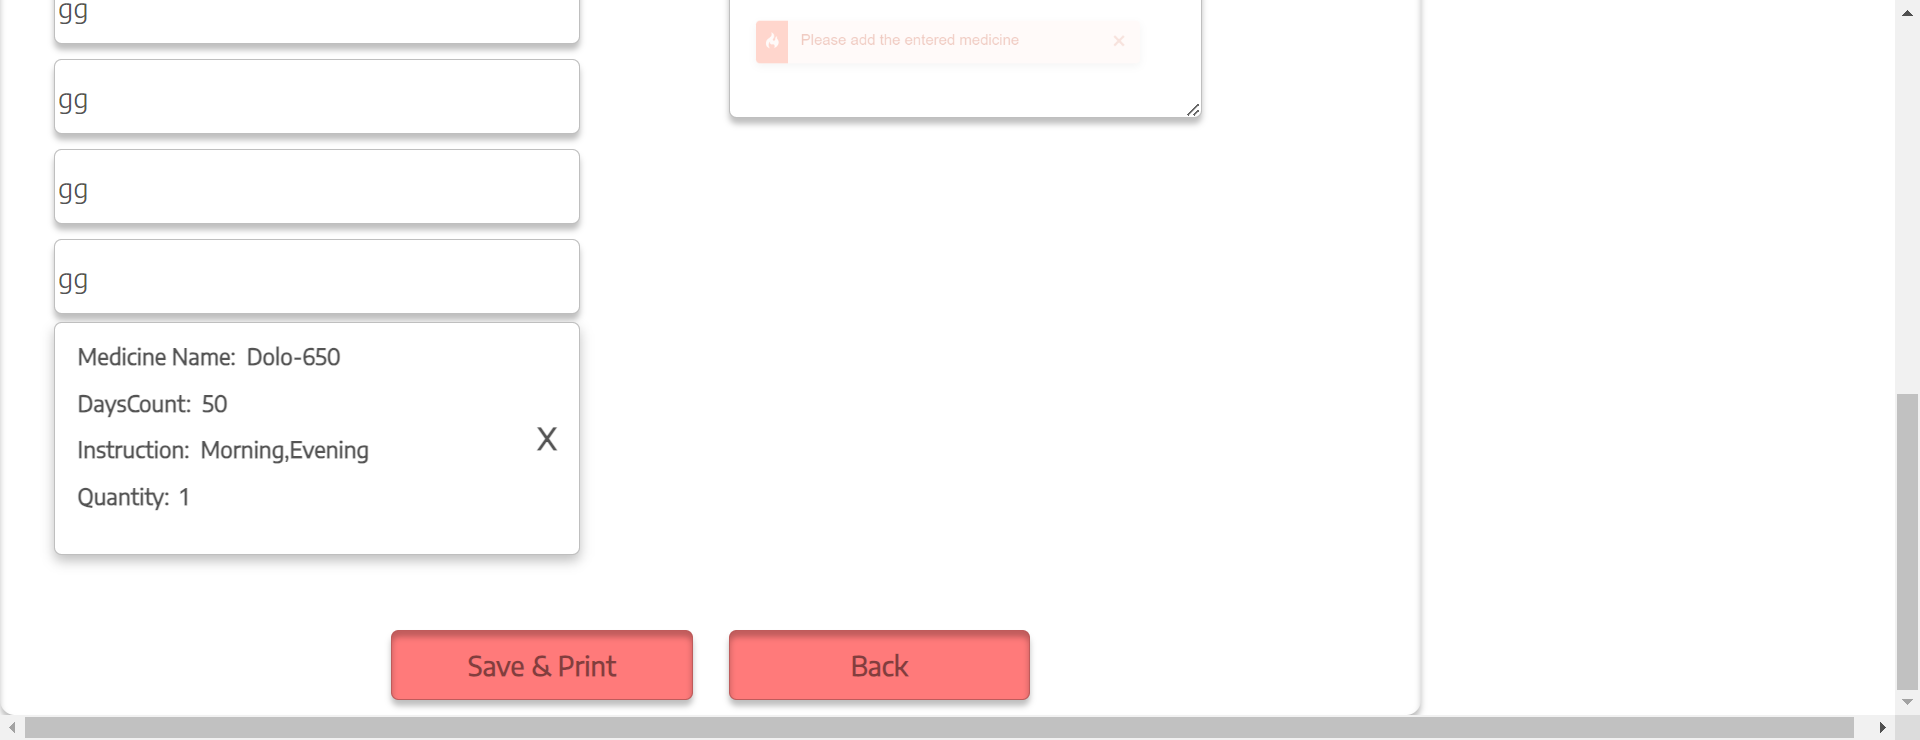 gg
Please add the entered medicine
gg
gg
gg
Medicine Name: Dolo-650
DaysCount: 50
Instruction: Morning,Evening
X
Quantity: 1
Save & Print
Back